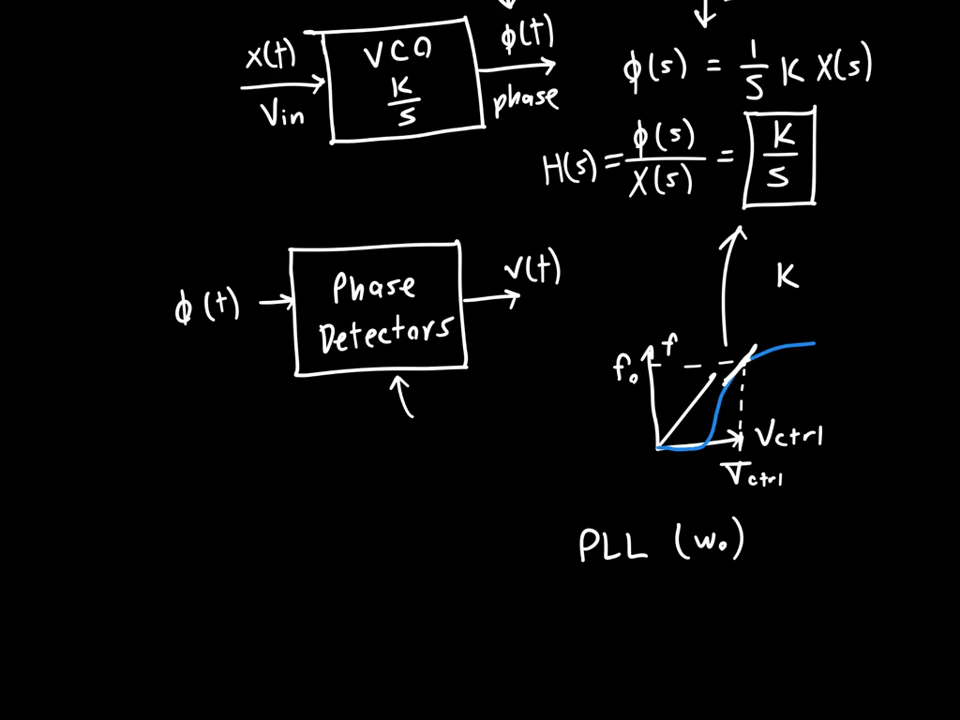 x(t)
Vin
VCO
K/S
ϕ(t)
phase
ϕ(s) = 1/S K X(s)
H(s) = ϕ(s)/X(s) = K/S
ϕ(t)
Phase
Detectors
v(t)
K
f
f₀
Vctrl
Vctrl
PLL (w₀)